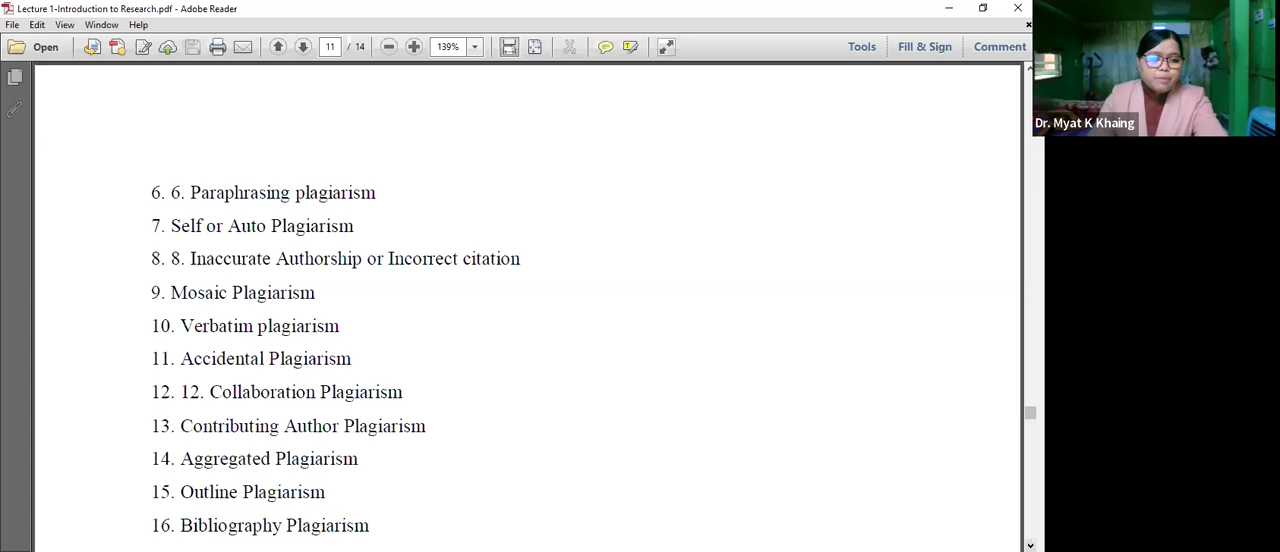 Lecture 1-Introduction to Research.pdf - Adobe Reader
File Edit View Window Help
Open 11 / 14 139% Tools Fill & Sign Comment
Dr. Myat K Khaing
6. 6. Paraphrasing plagiarism
7. Self or Auto Plagiarism
8. 8. Inaccurate Authorship or Incorrect citation
9. Mosaic Plagiarism
10. Verbatim plagiarism
11. Accidental Plagiarism
12. 12. Collaboration Plagiarism
13. Contributing Author Plagiarism
14. Aggregated Plagiarism
15. Outline Plagiarism
16. Bibliography Plagiarism